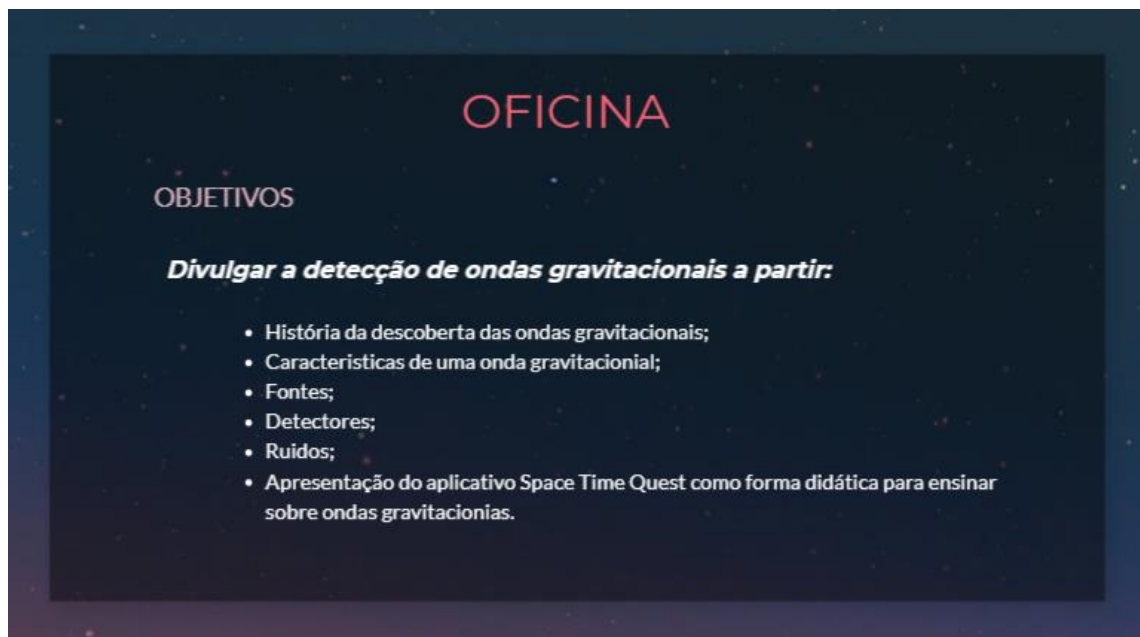 OFICINA
OBJETIVOS
Divulgar a detecção de ondas gravitacionais a partir:
• História da descoberta das ondas gravitacionais;
• Caracteristicas de uma onda gravitacionial;
• Fontes;
• Detectores;
• Ruidos;
• Apresentação do aplicativo Space Time Quest como forma didática para ensinar
sobre ondas gravitacionias.